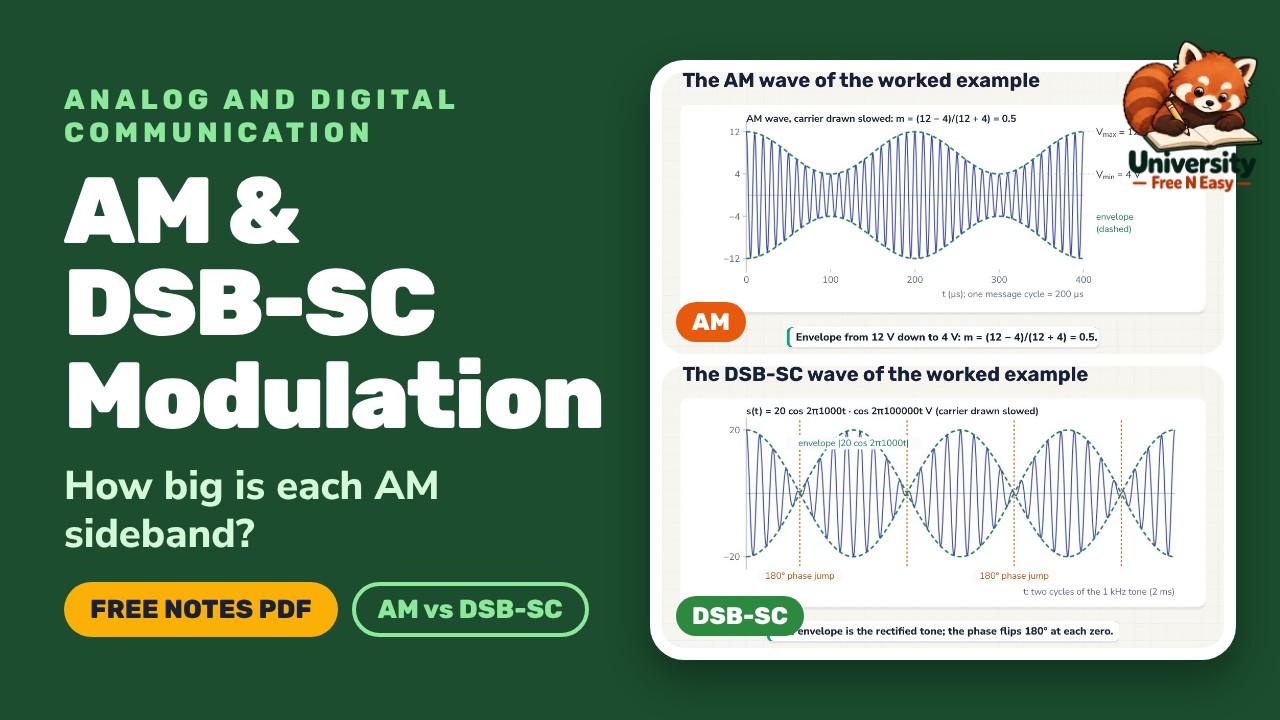 ANALOG AND DIGITAL
COMMUNICATION
AM &
DSB-SC
Modulation
How big is each AM
sideband?
FREE NOTES PDF
AM vs DSB-SC
The AM wave of the worked example
AM wave, carrier drawn slowed: m = (12 − 4)/(12 + 4) = 0.5
12
4
−4
−12
0
100
200
300
400
t (µs); one message cycle = 200 µs
Vmax = 12
Vmin = 4 V
envelope
(dashed)
University
Free N Easy
AM
Envelope from 12 V down to 4 V: m = (12 − 4)/(12 + 4) = 0.5.
The DSB-SC wave of the worked example
s(t) = 20 cos 2π1000t · cos 2π100000t V (carrier drawn slowed)
20
−20
envelope |20 cos 2π1000t|
180° phase jump
180° phase jump
t: two cycles of the 1 kHz tone (2 ms)
DSB-SC
envelope is the rectified tone; the phase flips 180° at each zero.